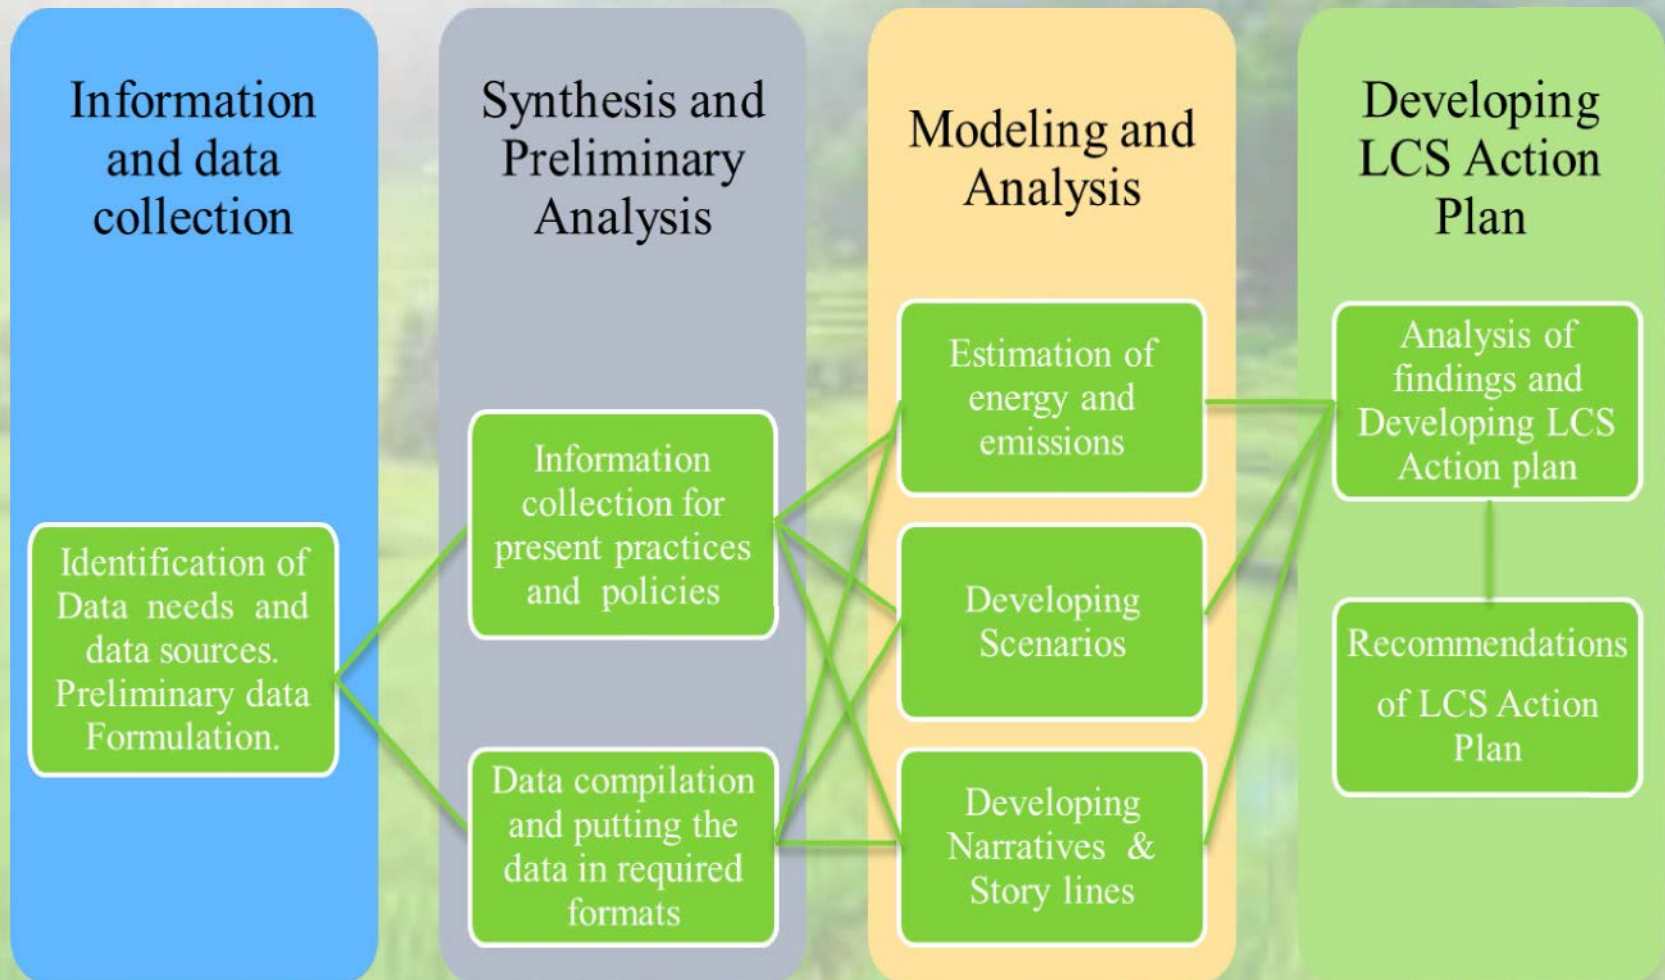 Information
and data
collection
Identification of
Data needs and
data sources.
Preliminary data
Formulation.
Synthesis and
Preliminary
Analysis
Information
collection for
present practices
and policies
Data compilation
and putting the
data in required
formats
Modeling and
Analysis
Estimation of
energy and
emissions
Developing
Scenarios
Developing
Narratives &
Story lines
Developing
LCS Action
Plan
Analysis of
findings and
Developing LCS
Action plan
Recommendations
of LCS Action
Plan